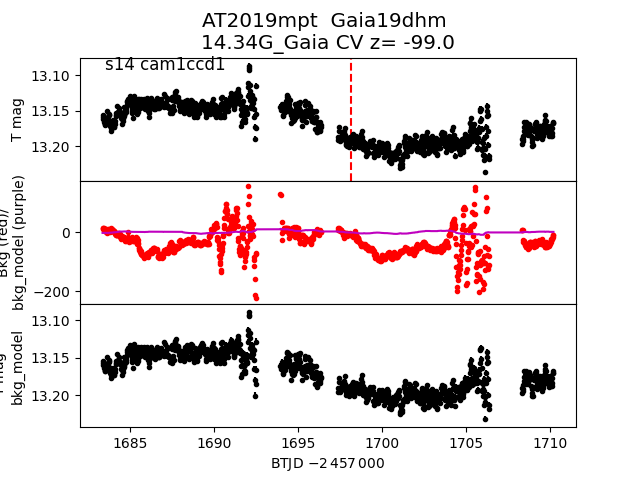 AT2019mpt  Gaia19dhm
14.34G_Gaia CV z= -99.0
s14 cam1ccd1
13.10
13.15
13.20
T mag
0
−200
Bkg (red)/
bkg_model (purple)
13.10
13.15
13.20
mag
bkg_model
1685 1690 1695 1700 1705 1710
BTJD −2 457 000